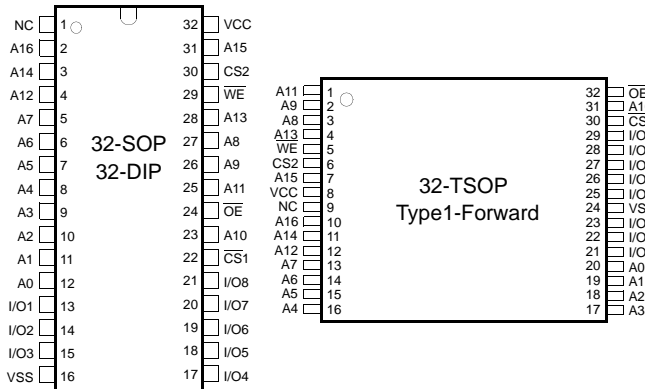 NC 1 32 VCC
A16 2 31 A15
A14 3 30 CS2
A12 4 29 WE
A7 5 28 A13
A6 6 27 A8
A5 7 26 A9
A4 8 25 A11
A3 9 24 OE
A2 10 23 A10
A1 11 22 CS1
A0 12 21 I/O8
I/O1 13 20 I/O7
I/O2 14 19 I/O6
I/O3 15 18 I/O5
VSS 16 17 I/O4
32-SOP
32-DIP
A11 1 32 OE
A9 2 31
A8 3 30
A13 4 29
WE 5 28
CS2 6 27
A15 7 26
VCC 8 25
NC 9 24
A16 10 23
A14 11 22
A12 12 21
A7 13 20 A0
A6 14 19 A1
A5 15 18 A2
A4 16 17 A3
32-TSOP
Type1-Forward